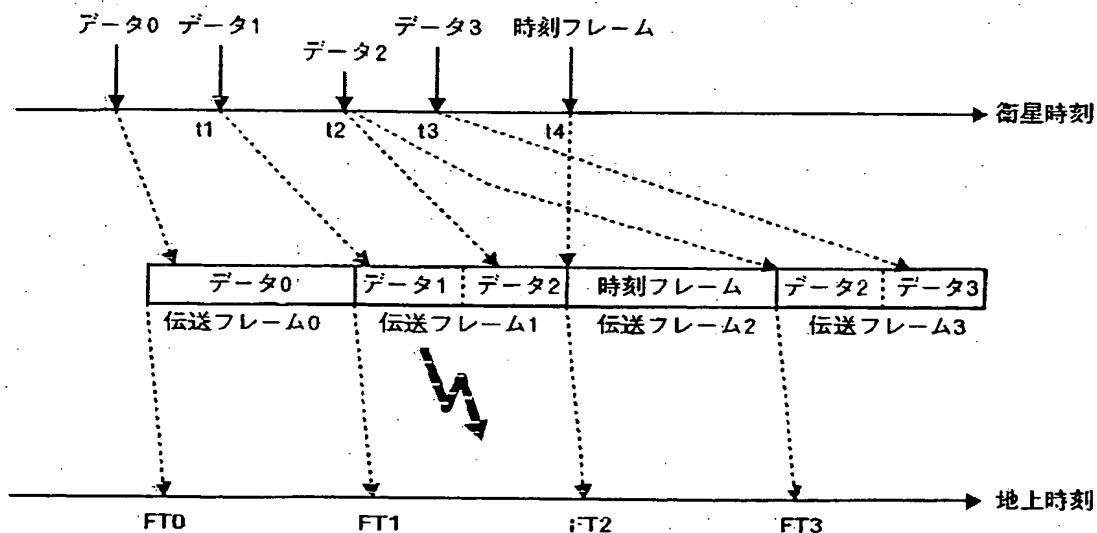 データ0 データ1 データ2 データ3 時刻フレーム
t1 t2 t3 t4 衛星時刻
データ0 データ1 データ2 時刻フレーム データ2 データ3
伝送フレーム0 伝送フレーム1 伝送フレーム2 伝送フレーム3
地上時刻
FT0 FT1 FT2 FT3